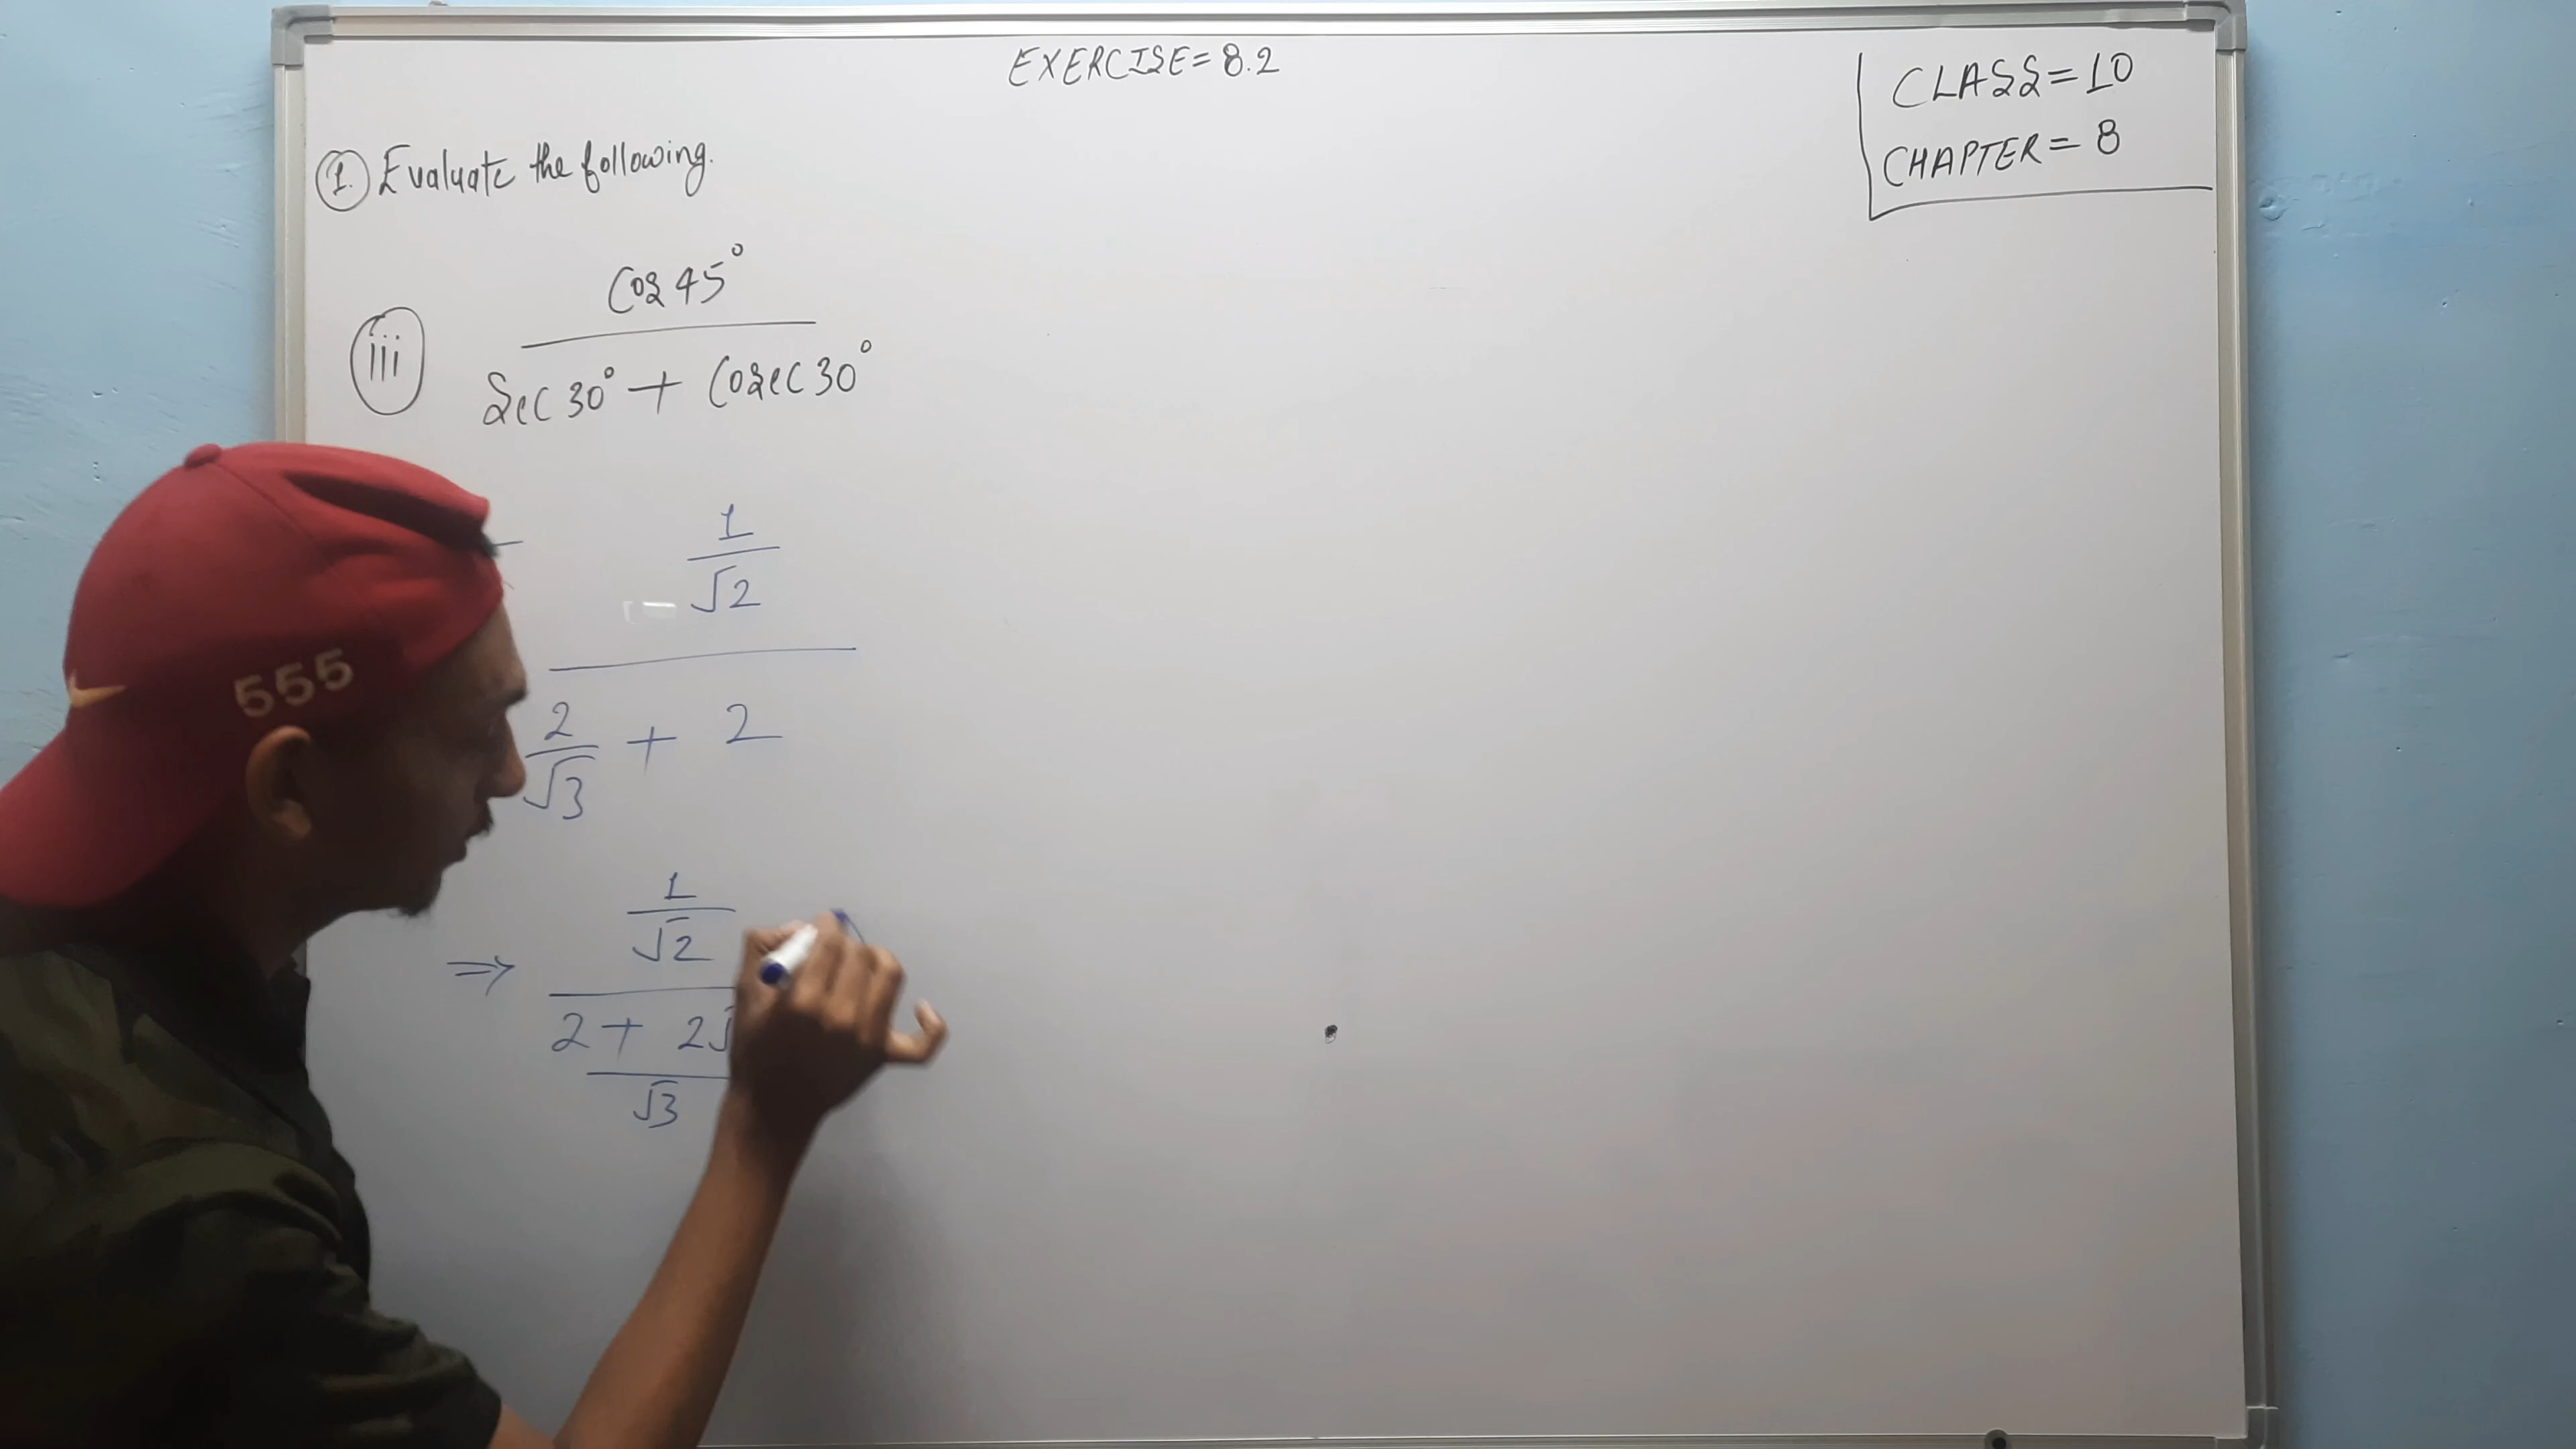 EXERCISE = 8.2
CLASS = 10
CHAPTER = 8
1. Evaluate the following.
iii
Cos 45°
Sec 30° + Cosec 30°
1
√2
2
√3
+ 2
555
1
√2
⇒
2 + 2√
√3